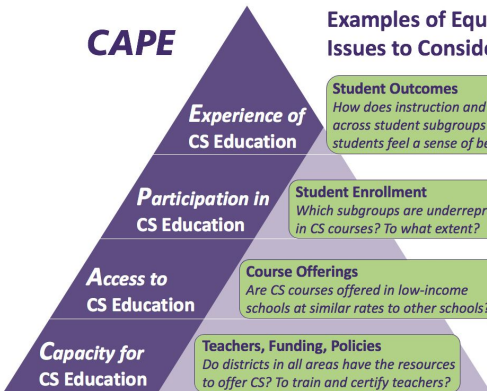 CAPE
Examples of Equ
Issues to Conside
Experience of
CS Education
Student Outcomes
How does instruction and
across student subgroups
students feel a sense of be
Participation in
CS Education
Student Enrollment
Which subgroups are underrepr
in CS courses? To what extent?
Access to
CS Education
Course Offerings
Are CS courses offered in low-income
schools at similar rates to other schools?
Capacity for
CS Education
Teachers, Funding, Policies
Do districts in all areas have the resources
to offer CS? To train and certify teachers?